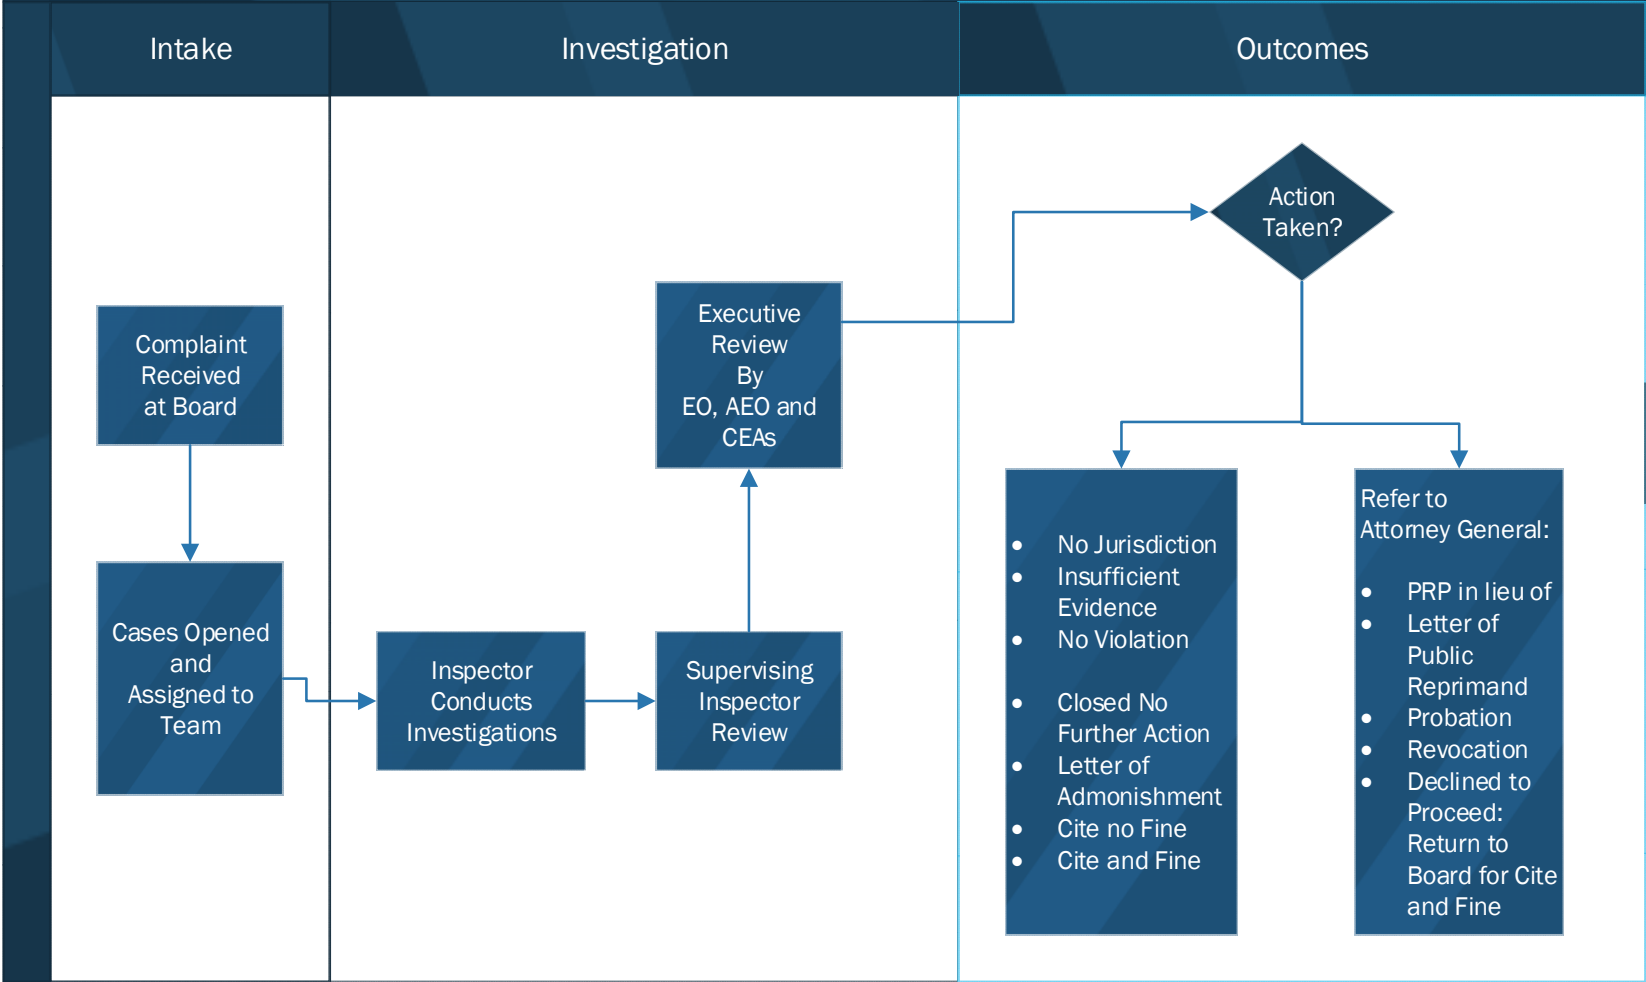 Intake
Investigation
Outcomes
Complaint
Received
at Board
Cases Opened
and
Assigned to
Team
Inspector
Conducts
Investigations
Supervising
Inspector
Review
Executive
Review
By
EO, AEO and
CEAs
Action
Taken?
• No Jurisdiction
• Insufficient
Evidence
• No Violation
• Closed No
Further Action
• Letter of
Admonishment
• Cite no Fine
• Cite and Fine
Refer to
Attorney General:
• PRP in lieu of
• Letter of
Public
Reprimand
• Probation
• Revocation
• Declined to
Proceed:
Return to
Board for Cite
and Fine